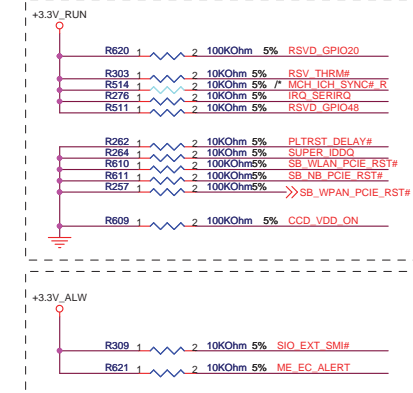 +3.3V_RUN
R620 1 2 100KOhm 5% RSVD_GPIO20
R303 1 2 10KOhm 5% RSV_THRM#
R514 1 2 10KOhm 5% /* MCH_ICH_SYNC#_R
R276 1 2 10KOhm 5% IRQ_SERIRQ
R511 1 2 10KOhm 5% RSVD_GPIO48
R262 1 2 10KOhm 5% PLTRST_DELAY#
R264 1 2 10KOhm 5% SUPER_IDDQ
R610 1 2 100KOhm5% SB_WLAN_PCIE_RST#
R611 1 2 100KOhm5% SB_NB_PCIE_RST#
R257 1 2 100KOhm5% SB_WPAN_PCIE_RST#
R609 1 2 100KOhm 5% CCD_VDD_ON
+3.3V_ALW
R309 1 2 10KOhm 5% SIO_EXT_SMI#
R621 1 2 10KOhm 5% ME_EC_ALERT